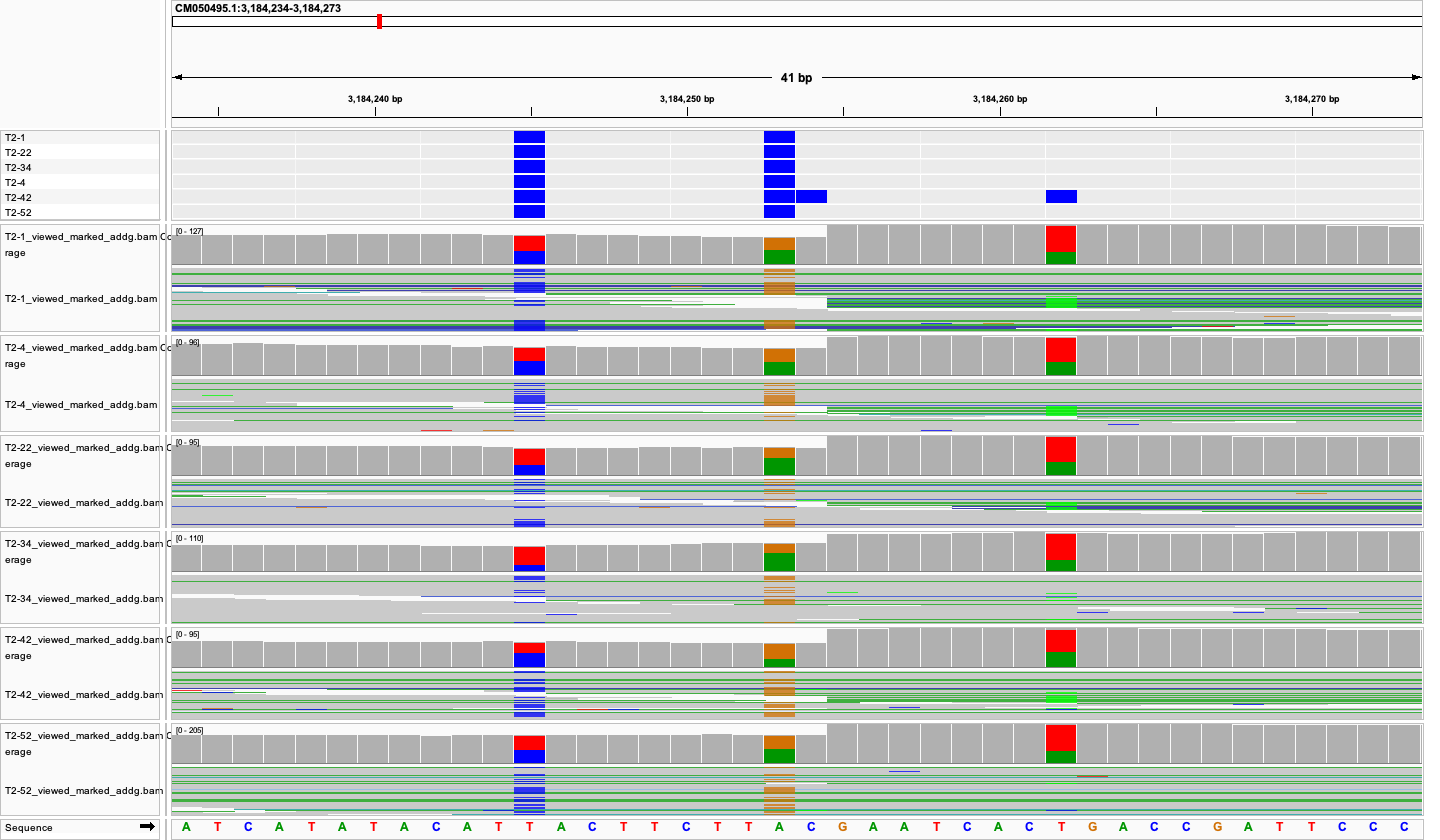 CM050495.1:3,184,234-3,184,273
41 bp
3,184,240 bp 3,184,250 bp 3,184,260 bp 3,184,270 bp
T2-1
T2-22
T2-34
T2-4
T2-42
T2-52
T2-1_viewed_marked_addg.bam Co
rage
[0 - 127]
T2-1_viewed_marked_addg.bam
T2-4_viewed_marked_addg.bam Co
rage
[0 - 96]
T2-4_viewed_marked_addg.bam
T2-22_viewed_marked_addg.bam C
erage
[0 - 95]
T2-22_viewed_marked_addg.bam
T2-34_viewed_marked_addg.bam C
erage
[0 - 110]
T2-34_viewed_marked_addg.bam
T2-42_viewed_marked_addg.bam C
erage
[0 - 95]
T2-42_viewed_marked_addg.bam
T2-52_viewed_marked_addg.bam C
erage
[0 - 205]
T2-52_viewed_marked_addg.bam
Sequence A T C A T A T A C A T T A C T T C T T A C G A A T C A C T G A C C G A T T C C C